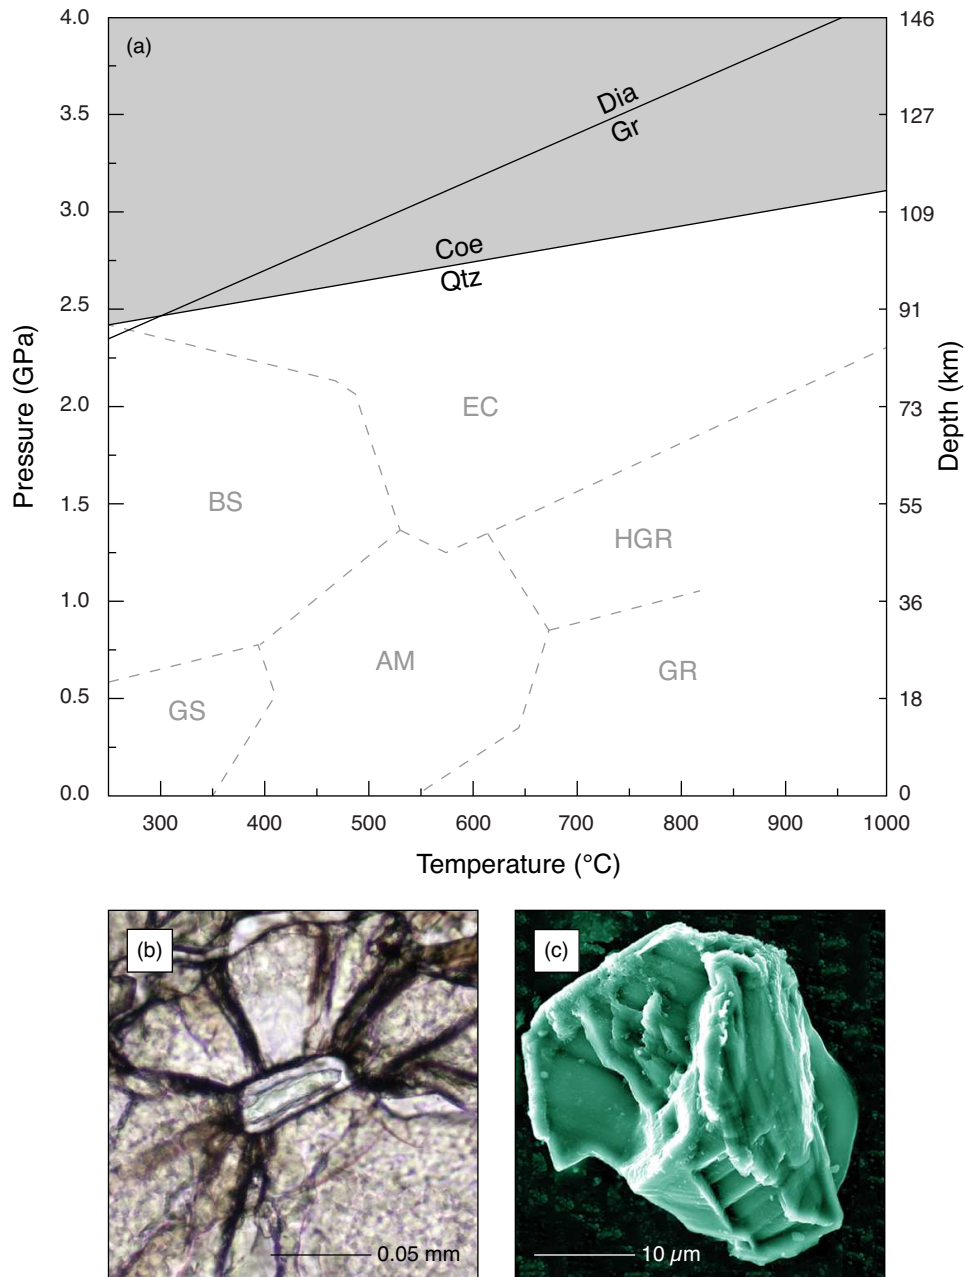 (a)
4.0
3.5
3.0
2.5
2.0
1.5
1.0
0.5
0.0
Pressure (GPa)
146
127
109
91
73
55
36
18
0
Depth (km)
Dia
Gr
Coe
Qtz
EC
BS
HGR
AM
GR
GS
300 400 500 600 700 800 900 1000
Temperature (°C)
(b)
0.05 mm
(c)
10 µm